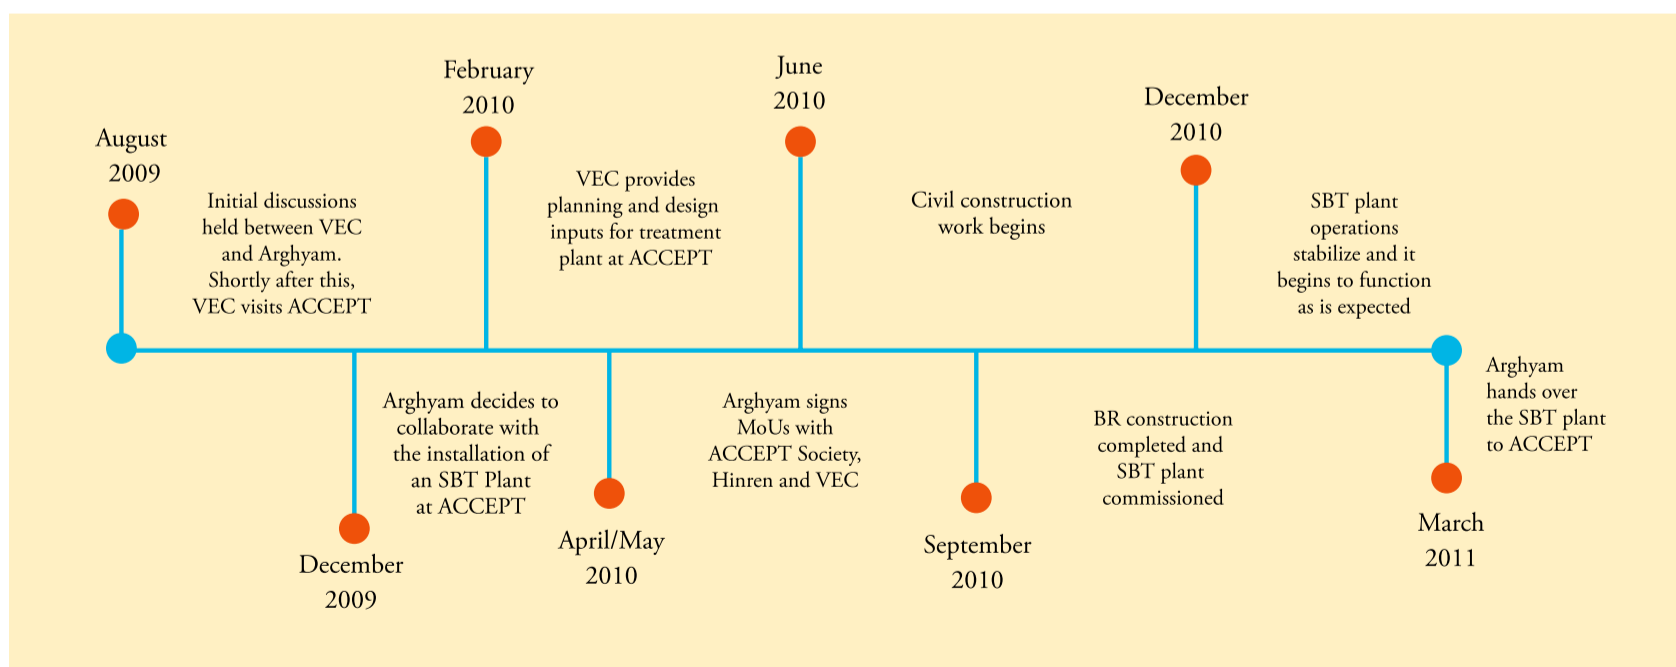 August
2009
Initial discussions
held between VEC
and Arghyam.
Shortly after this,
VEC visits ACCEPT
December
2009
Arghyam decides to
collaborate with
the installation of
an SBT Plant
at ACCEPT
February
2010
VEC provides
planning and design
inputs for treatment
plant at ACCEPT
April/May
2010
Arghyam signs
MoUs with
ACCEPT Society,
Hinren and VEC
June
2010
Civil construction
work begins
September
2010
BR construction
completed and
SBT plant
commissioned
December
2010
SBT plant
operations
stabilize and it
begins to function
as is expected
March
2011
Arghyam
hands over
the SBT plant
to ACCEPT